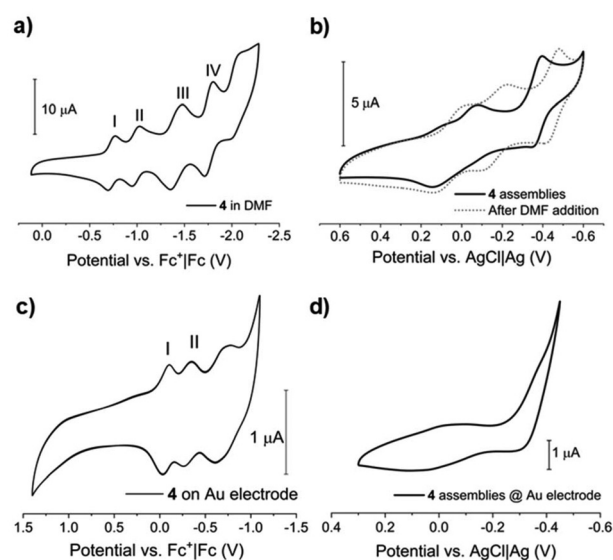 a)
I
II
III
IV
10 µA
4 in DMF
0.0 -0.5 -1.0 -1.5 -2.0 -2.5
Potential vs. Fc⁺|Fc (V)
b)
5 µA
4 assemblies
After DMF addition
0.6 0.4 0.2 0.0 -0.2 -0.4 -0.6
Potential vs. AgCl|Ag (V)
c)
I
II
1 µA
4 on Au electrode
1.5 1.0 0.5 0.0 -0.5 -1.0 -1.5
Potential vs. Fc⁺|Fc (V)
d)
1 µA
4 assemblies @ Au electrode
0.4 0.2 0.0 -0.2 -0.4 -0.6
Potential vs. AgCl|Ag (V)